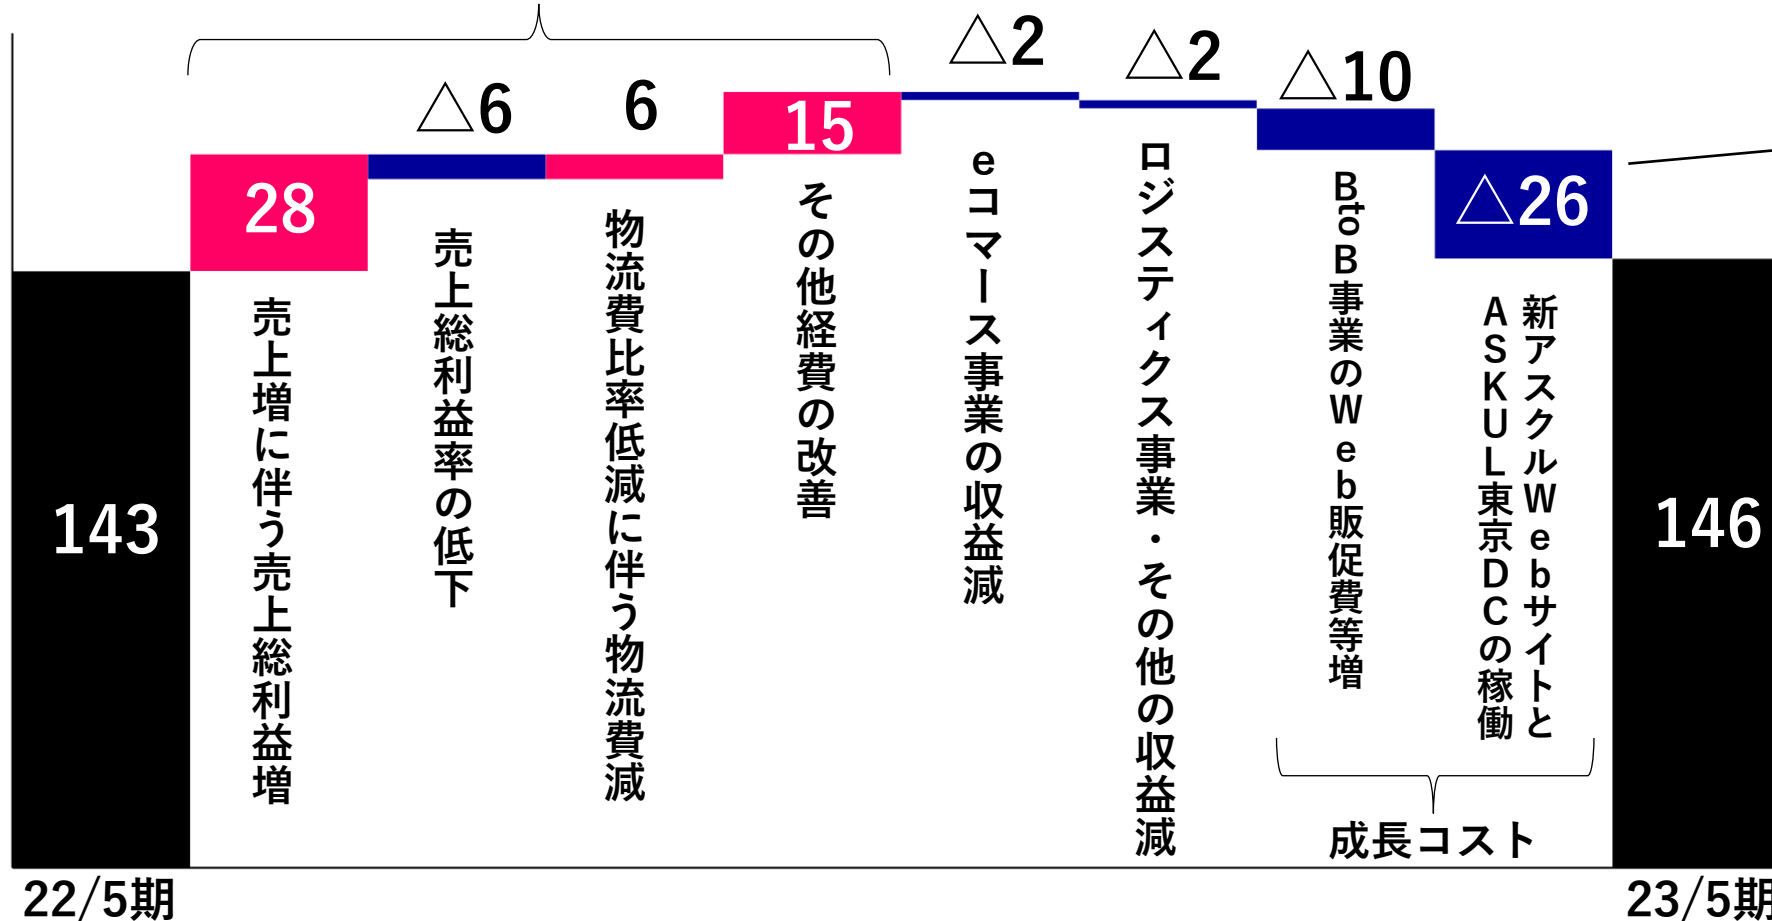 △2
△2
△10
△6
6
15
28
△26
143
146
売上増に伴う売上総利益増
売上総利益率の低下
物流費比率低減に伴う物流費減
その他経費の改善
eコマース事業の収益減
ロジスティクス事業・その他の収益減
BtoB事業のWeb販促費等増
新アスクルWebサイトと
ASKUL東京DCの稼働
成長コスト
22/5期
23/5期